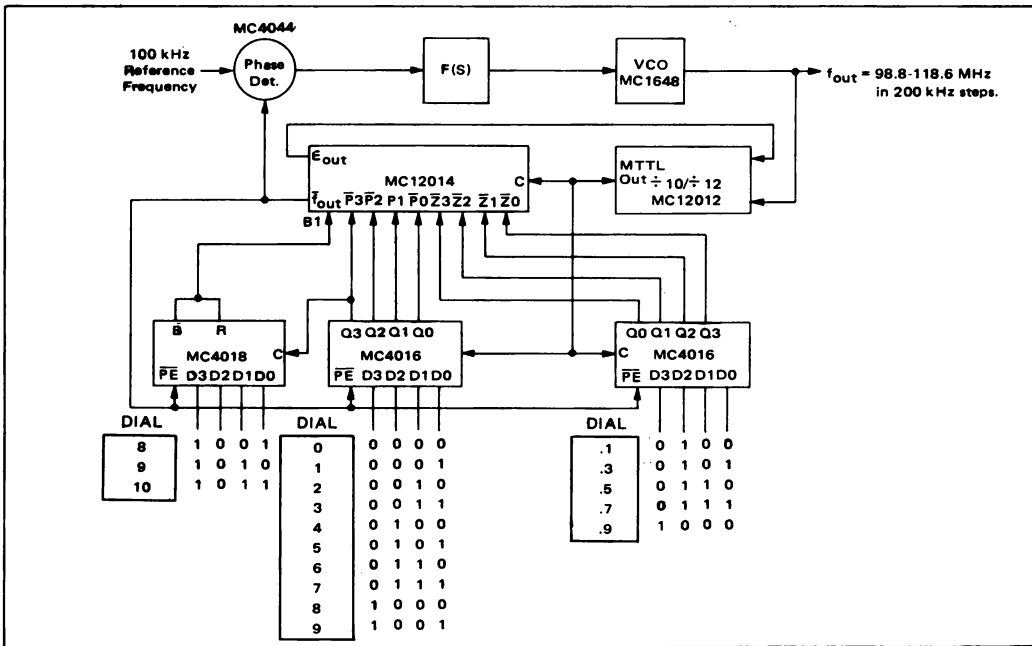 MC4044
100 kHz
Reference
Frequency
Phase
Det.
F(S)
VCO
MC1648
fout = 98.8-118.6 MHz
in 200 kHz steps.
Eout
MC12014
C
f̅out P̅3 P̅2 P1 P̅0 Z̅3 Z̅2 Z̅1 Z̅0
B1
MTTL
Out ÷ 10/÷ 12
MC12012
B R
MC4018
C
P̅E̅ D3 D2 D1 D0
Q3 Q2 Q1 Q0
MC4016
P̅E̅ D3 D2 D1 D0
Q0 Q1 Q2 Q3
C
MC4016
P̅E̅ D3 D2 D1 D0
DIAL
8 1 0 0 1
9 1 0 1 0
10 1 0 1 1
DIAL
0 0 0 0 0
1 0 0 0 1
2 0 0 1 0
3 0 0 1 1
4 0 1 0 0
5 0 1 0 1
6 0 1 1 0
7 0 1 1 1
8 1 0 0 0
9 1 0 0 1
DIAL
.1 0 1 0 0
.3 0 1 0 1
.5 0 1 1 0
.7 0 1 1 1
.9 1 0 0 0